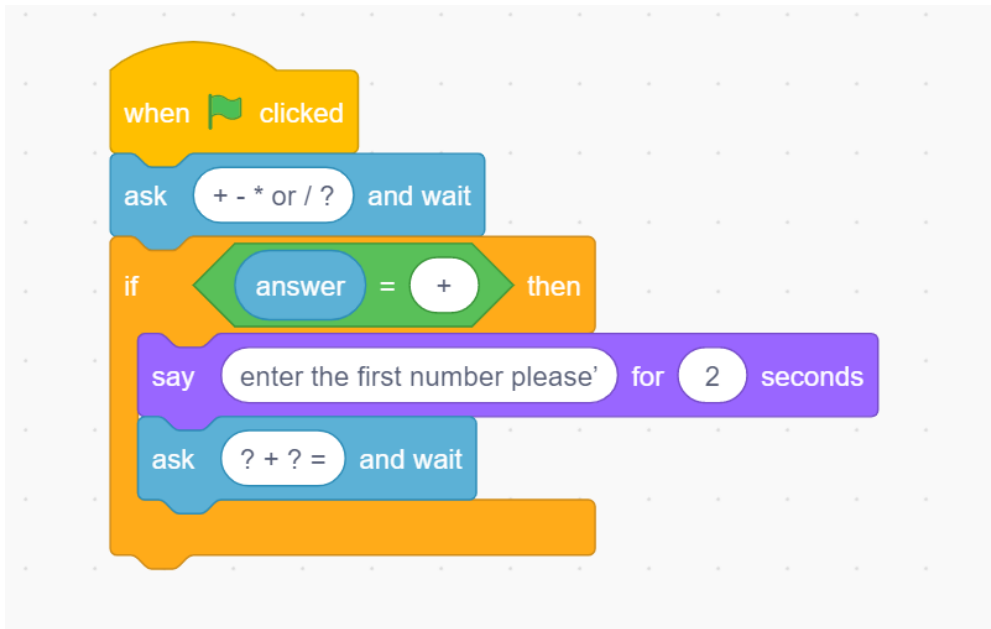 when clicked
ask + - * or / ? and wait
if answer = + then
say enter the first number please’ for 2 seconds
ask ? + ? = and wait